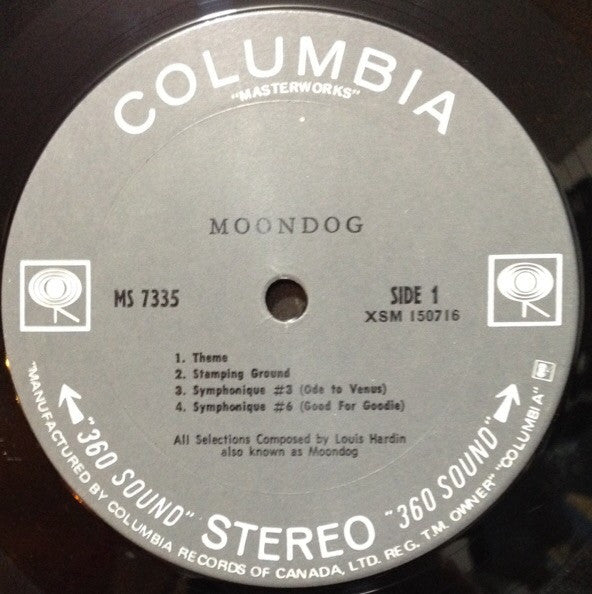 COLUMBIA
"MASTERWORKS"
MOONDOG
MS 7335
SIDE 1
XSM 150716
1. Theme
2. Stamping Ground
3. Symphonique #3 (Ode to Venus)
4. Symphonique #6 (Good For Goodie)
All Selections Composed by Louis Hardin
also known as Moondog
"360 SOUND" STEREO "360 SOUND"
"MANUFACTURED BY COLUMBIA RECORDS OF CANADA, LTD. REG. T.M. OWNER" "COLUMBIA"